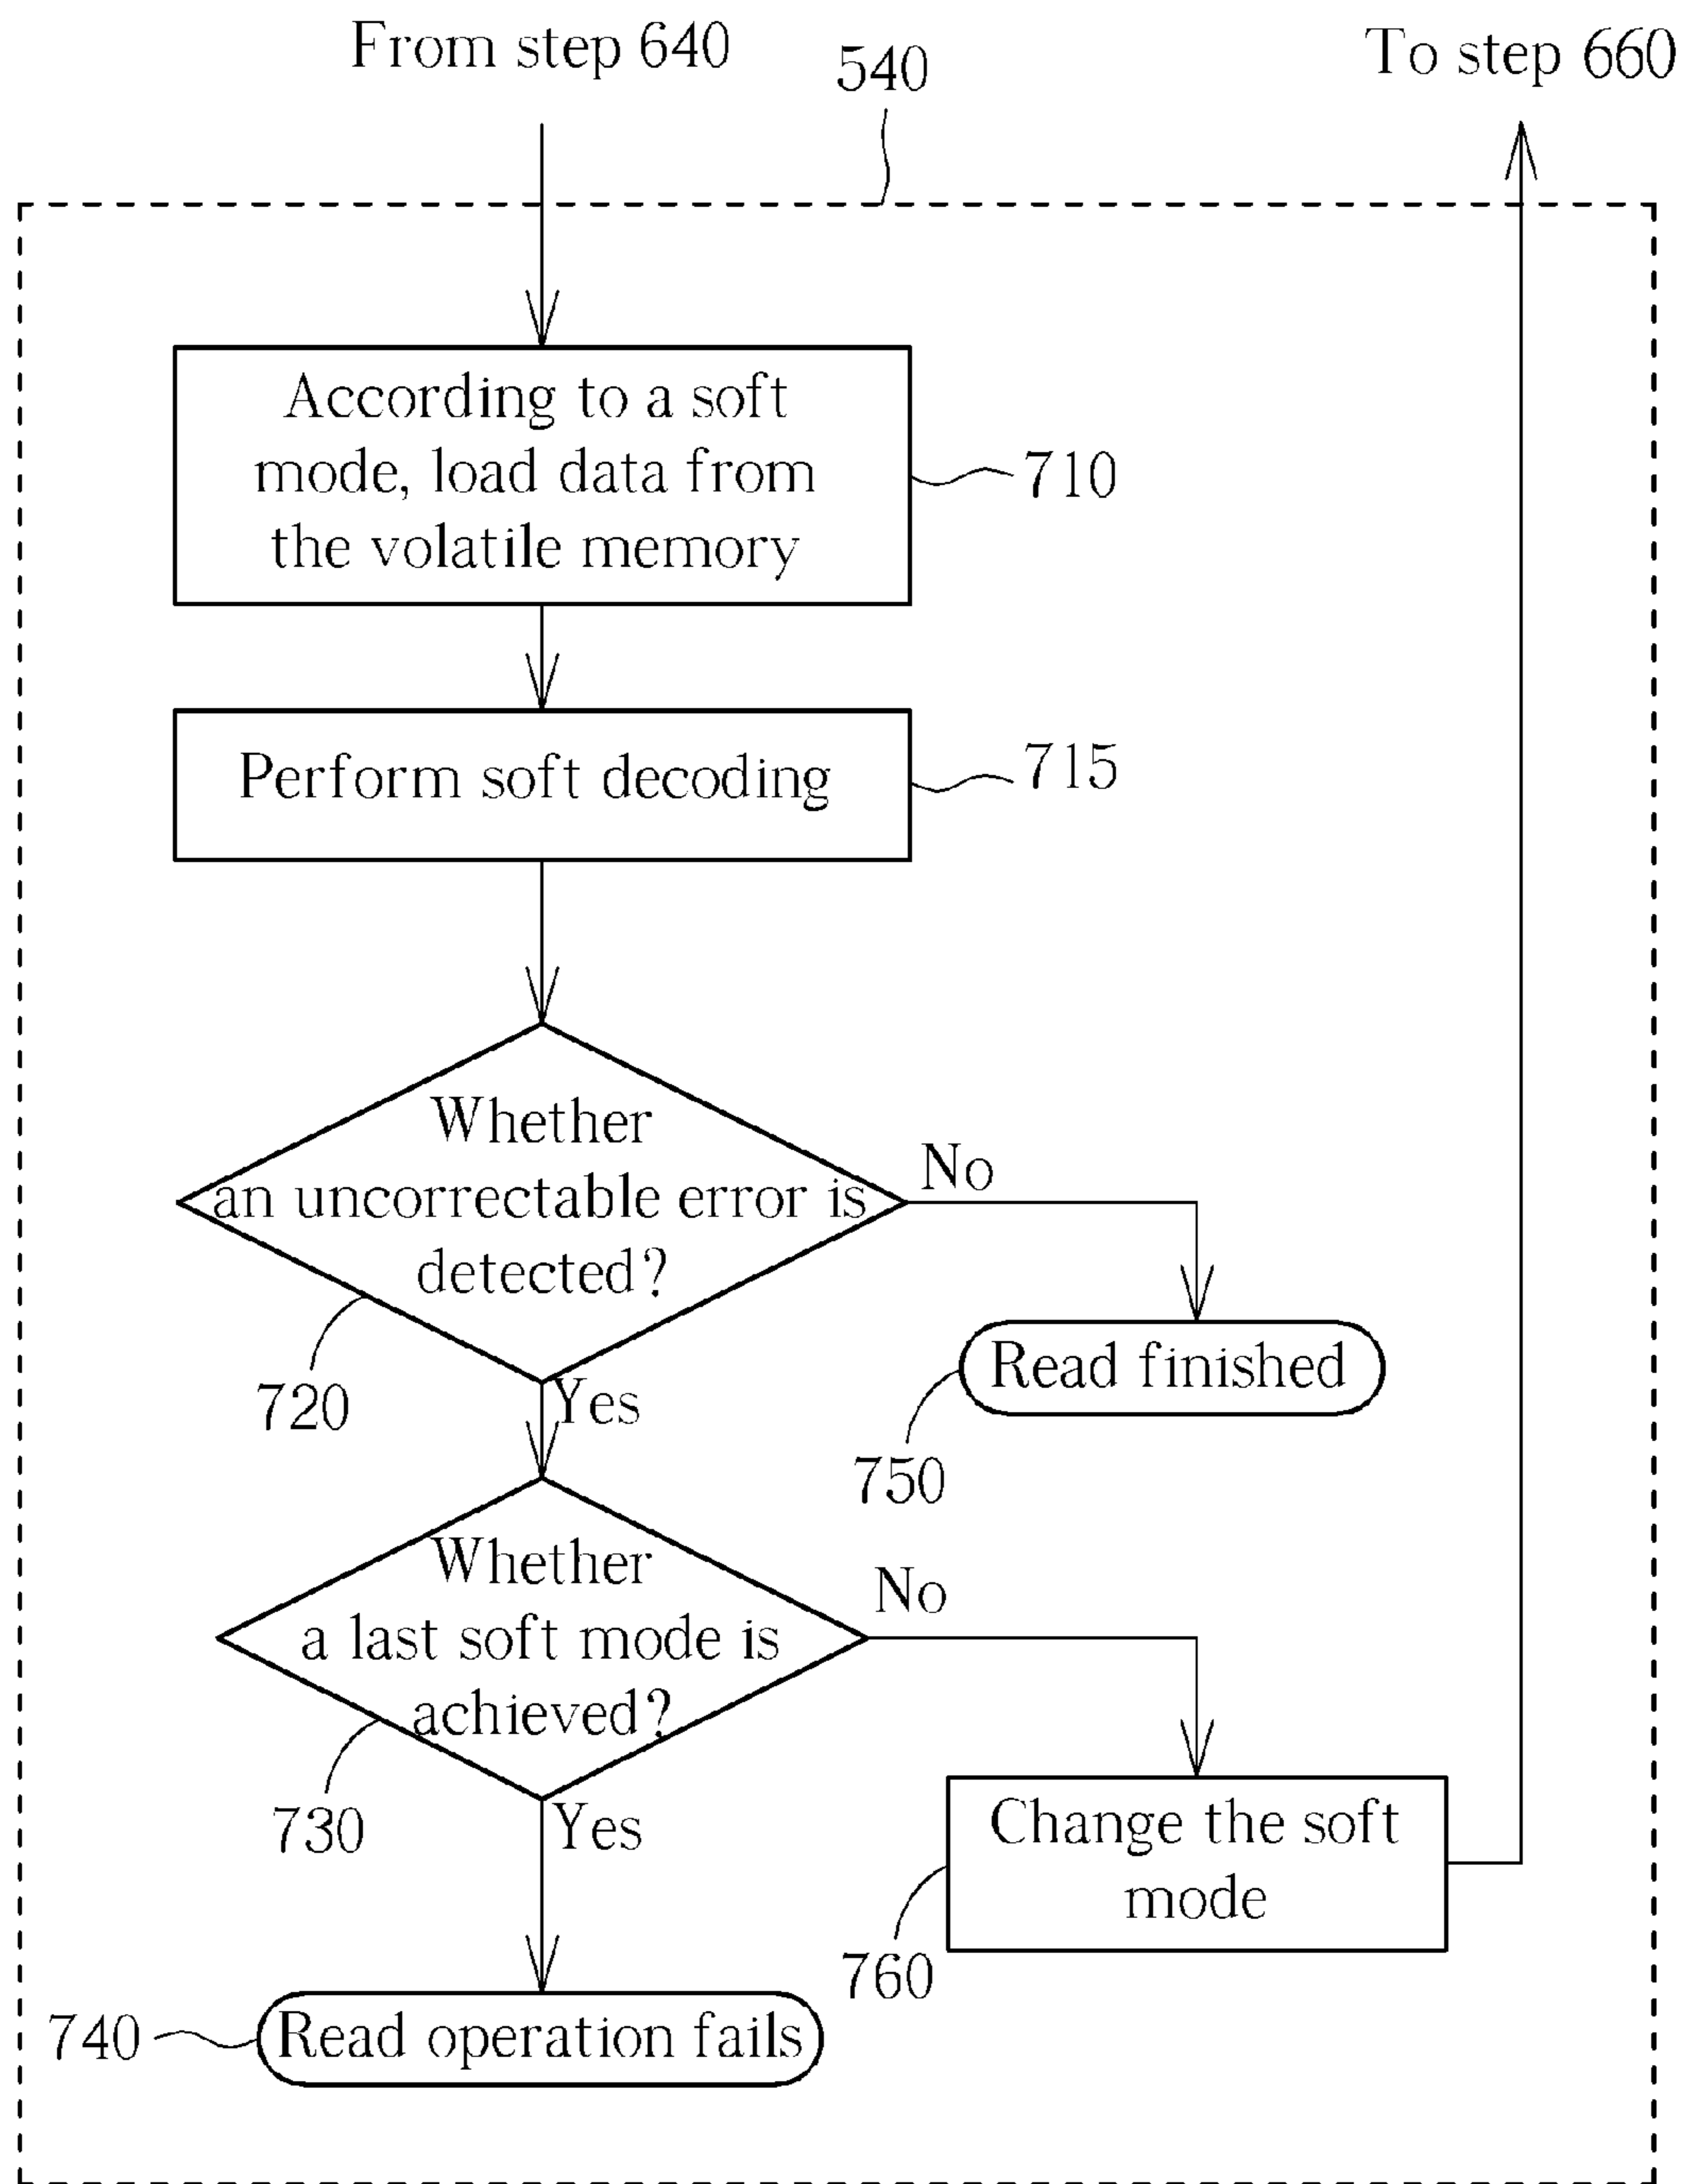 From step 640
540
To step 660
According to a soft
mode, load data from
the volatile memory
710
Perform soft decoding
715
Whether
an uncorrectable error is
detected?
No
720
Yes
Read finished
750
Whether
a last soft mode is
achieved?
No
730
Yes
Change the soft
mode
760
740
Read operation fails